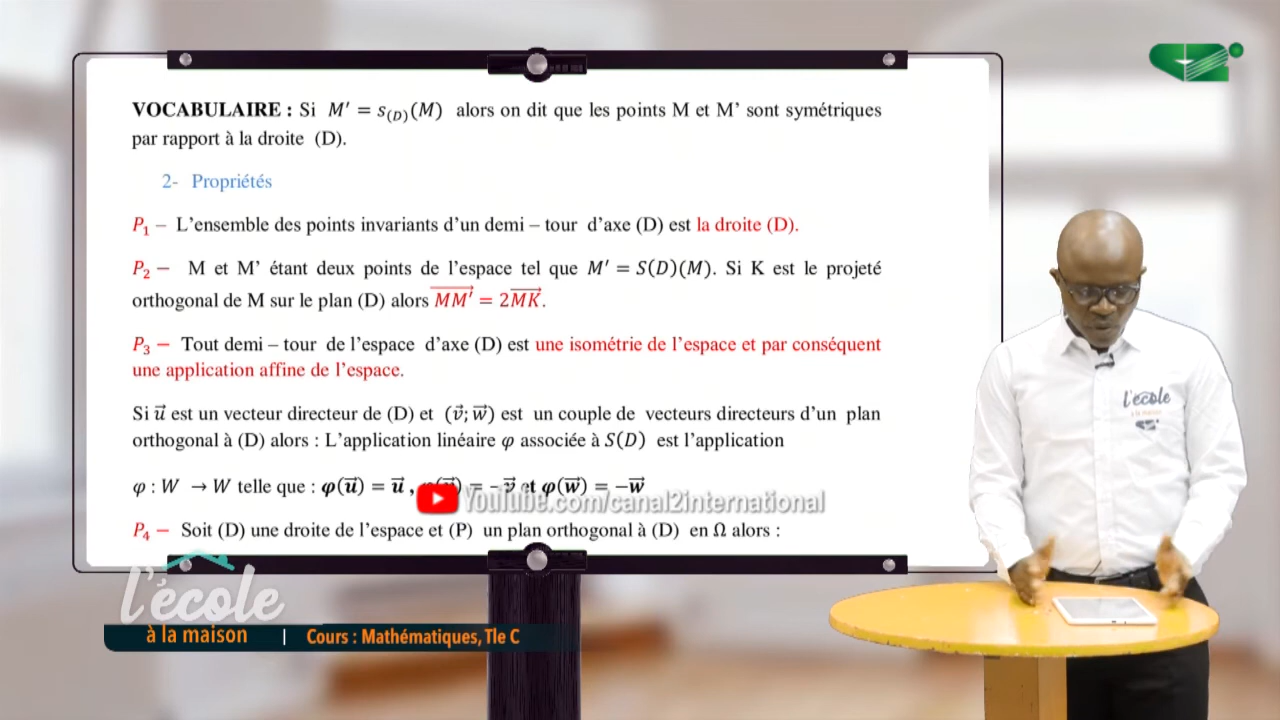 VOCABULAIRE : Si M' = s(D)(M) alors on dit que les points M et M' sont symétriques
par rapport à la droite (D).
2- Propriétés
P₁ – L'ensemble des points invariants d'un demi – tour d'axe (D) est la droite (D).
P₂ – M et M' étant deux points de l'espace tel que M' = S(D)(M). Si K est le projeté
orthogonal de M sur le plan (D) alors MM' = 2MK.
P₃ – Tout demi – tour de l'espace d'axe (D) est une isométrie de l'espace et par conséquent
une application affine de l'espace.
Si u⃗ est un vecteur directeur de (D) et (v⃗; w⃗) est un couple de vecteurs directeurs d'un plan
orthogonal à (D) alors : L'application linéaire φ associée à S(D) est l'application
φ : W → W telle que : φ(u⃗) = u⃗ , = - v⃗ et φ(w⃗) = −w⃗
YouTube.com/canal2international
P₄ – Soit (D) une droite de l'espace et (P) un plan orthogonal à (D) en Ω alors :
l'école
à la maison
l'école
à la maison | Cours : Mathématiques, Tle C